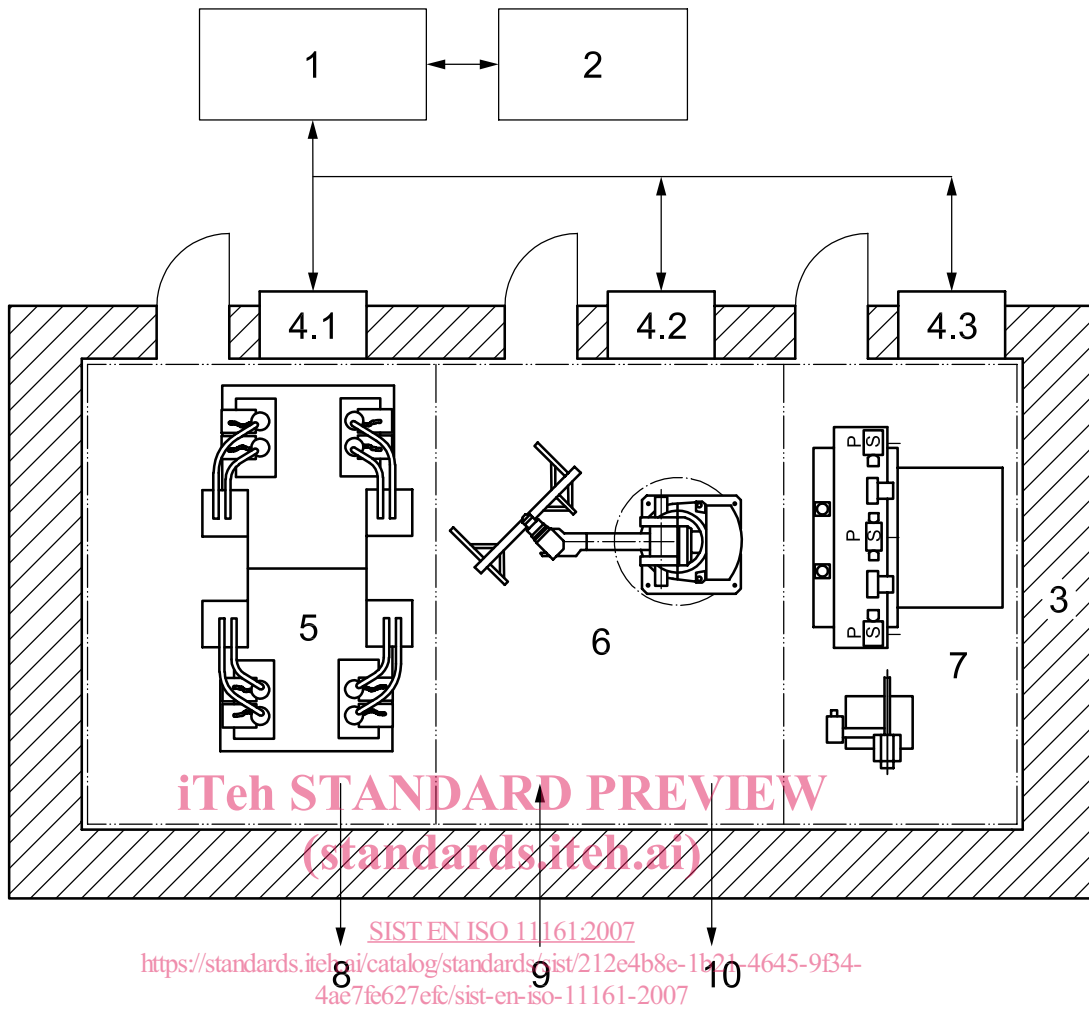 1
2
4.1
4.2
4.3
P S
P S
P S
3
5
6
7
iTeh STANDARD PREVIEW
(standards.iteh.ai)
SIST EN ISO 11161:2007
https://standards.iteh.ai/catalog/standards/sist/212e4b8e-1b21-4645-9f34-
4ae7fe627efc/sist-en-iso-11161-2007
8
9
10